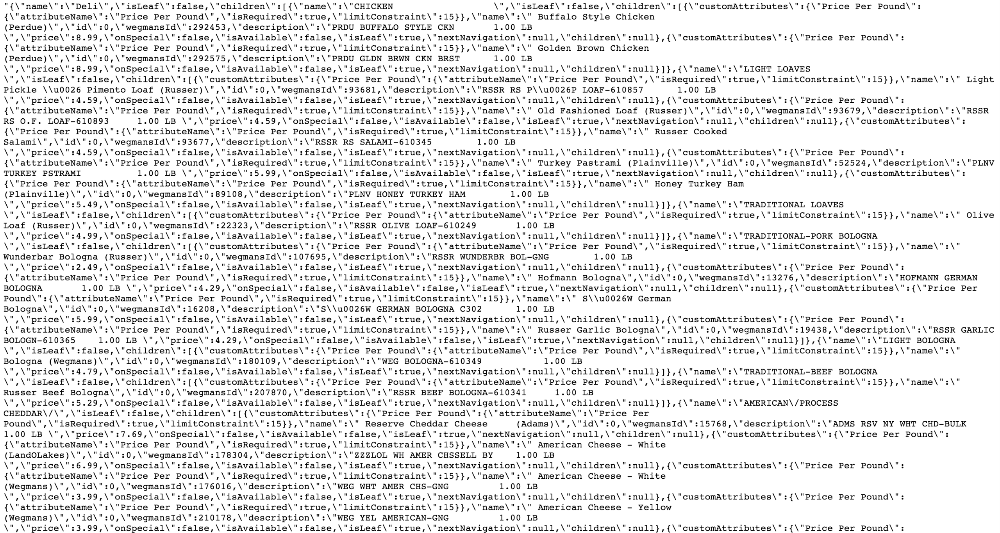 "{\"name\":\"Deli\",\"isLeaf\":false,\"children\":[{\"name\":\"CHICKEN                  \",\"isLeaf\":false,\"children\":[{\"customAttributes\":{\"Price Per Pound\":
{\"attributeName\":\"Price Per Pound\",\"isRequired\":true,\"limitConstraint\":15}},\"name\":\" Buffalo Style Chicken
(Perdue)\",\"id\":0,\"wegmansId\":292453,\"description\":\"PRDU BUFFALO STYLE CKN       1.00 LB
\",\"price\":8.99,\"onSpecial\":false,\"isAvailable\":false,\"isLeaf\":true,\"nextNavigation\":null,\"children\":null},{\"customAttributes\":{\"Price Per Pound\":
{\"attributeName\":\"Price Per Pound\",\"isRequired\":true,\"limitConstraint\":15}},\"name\":\" Golden Brown Chicken
(Perdue)\",\"id\":0,\"wegmansId\":292575,\"description\":\"PRDU GLDN BRWN CKN BRST      1.00 LB
\",\"price\":8.99,\"onSpecial\":false,\"isAvailable\":false,\"isLeaf\":true,\"nextNavigation\":null,\"children\":null}]},{\"name\":\"LIGHT LOAVES
\",\"isLeaf\":false,\"children\":[{\"customAttributes\":{\"Price Per Pound\":{\"attributeName\":\"Price Per Pound\",\"isRequired\":true,\"limitConstraint\":15}},\"name\":\" Light
Pickle \\u0026 Pimento Loaf (Russer)\",\"id\":0,\"wegmansId\":93681,\"description\":\"RSSR RS P\\u0026P LOAF-610857      1.00 LB
\",\"price\":4.59,\"onSpecial\":false,\"isAvailable\":false,\"isLeaf\":true,\"nextNavigation\":null,\"children\":null},{\"customAttributes\":{\"Price Per Pound\":
{\"attributeName\":\"Price Per Pound\",\"isRequired\":true,\"limitConstraint\":15}},\"name\":\" Old Fashioned Loaf (Russer)\",\"id\":0,\"wegmansId\":93679,\"description\":\"RSSR
RS O.F. LOAF-610893     1.00 LB \",\"price\":4.59,\"onSpecial\":false,\"isAvailable\":false,\"isLeaf\":true,\"nextNavigation\":null,\"children\":null},{\"customAttributes\":
{\"Price Per Pound\":{\"attributeName\":\"Price Per Pound\",\"isRequired\":true,\"limitConstraint\":15}},\"name\":\" Russer Cooked
Salami\",\"id\":0,\"wegmansId\":93677,\"description\":\"RSSR RS SALAMI-610345        1.00 LB
\",\"price\":4.59,\"onSpecial\":false,\"isAvailable\":false,\"isLeaf\":true,\"nextNavigation\":null,\"children\":null},{\"customAttributes\":{\"Price Per Pound\":
{\"attributeName\":\"Price Per Pound\",\"isRequired\":true,\"limitConstraint\":15}},\"name\":\" Turkey Pastrami (Plainville)\",\"id\":0,\"wegmansId\":52524,\"description\":\"PLNV
TURKEY PSTRAMI          1.00 LB \",\"price\":5.99,\"onSpecial\":false,\"isAvailable\":false,\"isLeaf\":true,\"nextNavigation\":null,\"children\":null},{\"customAttributes\":
{\"Price Per Pound\":{\"attributeName\":\"Price Per Pound\",\"isRequired\":true,\"limitConstraint\":15}},\"name\":\" Honey Turkey Ham
(Plainville)\",\"id\":0,\"wegmansId\":89108,\"description\":\"PLNV HONEY TURKEY HAM        1.00 LB
\",\"price\":5.49,\"onSpecial\":false,\"isAvailable\":false,\"isLeaf\":true,\"nextNavigation\":null,\"children\":null}]},{\"name\":\"TRADITIONAL LOAVES
\",\"isLeaf\":false,\"children\":[{\"customAttributes\":{\"Price Per Pound\":{\"attributeName\":\"Price Per Pound\",\"isRequired\":true,\"limitConstraint\":15}},\"name\":\" Olive
Loaf (Russer)\",\"id\":0,\"wegmansId\":22323,\"description\":\"RSSR OLIVE LOAF-610249       1.00 LB
\",\"price\":4.99,\"onSpecial\":false,\"isAvailable\":false,\"isLeaf\":true,\"nextNavigation\":null,\"children\":null}]},{\"name\":\"TRADITIONAL-PORK BOLOGNA
\",\"isLeaf\":false,\"children\":[{\"customAttributes\":{\"Price Per Pound\":{\"attributeName\":\"Price Per Pound\",\"isRequired\":true,\"limitConstraint\":15}},\"name\":\"
Wunderbar Bologna (Russer)\",\"id\":0,\"wegmansId\":107695,\"description\":\"RSSR WUNDERBR BOL-GNG        1.00 LB
\",\"price\":2.49,\"onSpecial\":false,\"isAvailable\":false,\"isLeaf\":true,\"nextNavigation\":null,\"children\":null},{\"customAttributes\":{\"Price Per Pound\":
{\"attributeName\":\"Price Per Pound\",\"isRequired\":true,\"limitConstraint\":15}},\"name\":\" Hofmann Bologna\",\"id\":0,\"wegmansId\":13276,\"description\":\"HOFMANN GERMAN
BOLOGNA       1.00 LB \",\"price\":4.29,\"onSpecial\":false,\"isAvailable\":false,\"isLeaf\":true,\"nextNavigation\":null,\"children\":null},{\"customAttributes\":{\"Price Per
Pound\":{\"attributeName\":\"Price Per Pound\",\"isRequired\":true,\"limitConstraint\":15}},\"name\":\" S\\u0026W German
Bologna\",\"id\":0,\"wegmansId\":16208,\"description\":\"S\\u0026W GERMAN BOLOGNA C302      1.00 LB
\",\"price\":5.99,\"onSpecial\":false,\"isAvailable\":false,\"isLeaf\":true,\"nextNavigation\":null,\"children\":null},{\"customAttributes\":{\"Price Per Pound\":
{\"attributeName\":\"Price Per Pound\",\"isRequired\":true,\"limitConstraint\":15}},\"name\":\" Russer Garlic Bologna\",\"id\":0,\"wegmansId\":19438,\"description\":\"RSSR GARLIC
BOLOGN-610365    1.00 LB \",\"price\":4.29,\"onSpecial\":false,\"isAvailable\":false,\"isLeaf\":true,\"nextNavigation\":null,\"children\":null}]},{\"name\":\"LIGHT BOLOGNA
\",\"isLeaf\":false,\"children\":[{\"customAttributes\":{\"Price Per Pound\":{\"attributeName\":\"Price Per Pound\",\"isRequired\":true,\"limitConstraint\":15}},\"name\":\"
Bologna (Wegmans)\",\"id\":0,\"wegmansId\":180109,\"description\":\"WEG BOLOGNA-610349           1.00 LB
\",\"price\":4.79,\"onSpecial\":false,\"isAvailable\":false,\"isLeaf\":true,\"nextNavigation\":null,\"children\":null}]},{\"name\":\"TRADITIONAL-BEEF BOLOGNA
\",\"isLeaf\":false,\"children\":[{\"customAttributes\":{\"Price Per Pound\":{\"attributeName\":\"Price Per Pound\",\"isRequired\":true,\"limitConstraint\":15}},\"name\":\"
Russer Beef Bologna\",\"id\":0,\"wegmansId\":207870,\"description\":\"RSSR BEEF BOLOGNA-610341     1.00 LB
\",\"price\":5.29,\"onSpecial\":false,\"isAvailable\":false,\"isLeaf\":true,\"nextNavigation\":null,\"children\":null}]},{\"name\":\"AMERICAN\/PROCESS
CHEDDAR\/\",\"isLeaf\":false,\"children\":[{\"customAttributes\":{\"Price Per Pound\":{\"attributeName\":\"Price Per
Pound\",\"isRequired\":true,\"limitConstraint\":15}},\"name\":\" Reserve Cheddar Cheese     (Adams)\",\"id\":0,\"wegmansId\":15768,\"description\":\"ADMS RSV NY WHT CHD-BULK
1.00 LB \",\"price\":7.69,\"onSpecial\":false,\"isAvailable\":false,\"isLeaf\":true,\"nextNavigation\":null,\"children\":null},{\"customAttributes\":{\"Price Per Pound\":
{\"attributeName\":\"Price Per Pound\",\"isRequired\":true,\"limitConstraint\":15}},\"name\":\" American Cheese - White
(LandOLakes)\",\"id\":0,\"wegmansId\":178304,\"description\":\"ZZZLOL WH AMER CHSSELL BY    1.00 LB
\",\"price\":6.99,\"onSpecial\":false,\"isAvailable\":false,\"isLeaf\":true,\"nextNavigation\":null,\"children\":null},{\"customAttributes\":{\"Price Per Pound\":
{\"attributeName\":\"Price Per Pound\",\"isRequired\":true,\"limitConstraint\":15}},\"name\":\" American Cheese - White
(Wegmans)\",\"id\":0,\"wegmansId\":176016,\"description\":\"WEG WHT AMER CHS-GNG         1.00 LB
\",\"price\":3.99,\"onSpecial\":false,\"isAvailable\":false,\"isLeaf\":true,\"nextNavigation\":null,\"children\":null},{\"customAttributes\":{\"Price Per Pound\":
{\"attributeName\":\"Price Per Pound\",\"isRequired\":true,\"limitConstraint\":15}},\"name\":\" American Cheese - Yellow
(Wegmans)\",\"id\":0,\"wegmansId\":210178,\"description\":\"WEG YEL AMERICAN-GNG         1.00 LB
\",\"price\":3.99,\"onSpecial\":false,\"isAvailable\":false,\"isLeaf\":true,\"nextNavigation\":null,\"children\":null},{\"customAttributes\":{\"Price Per Pound\":